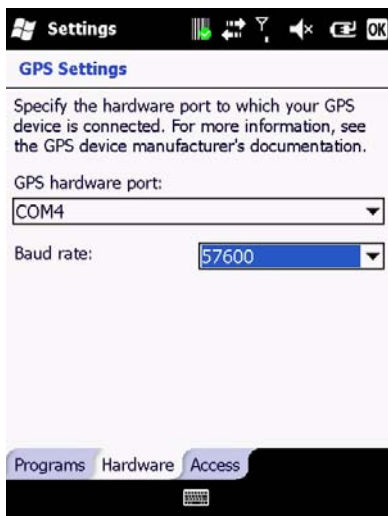 Settings
OK
GPS Settings
Specify the hardware port to which your GPS
device is connected. For more information, see
the GPS device manufacturer's documentation.
GPS hardware port:
COM4
Baud rate:
57600
Programs
Hardware
Access